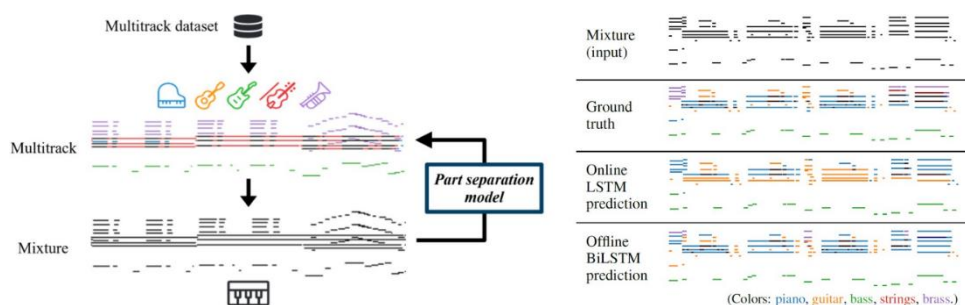 Multitrack dataset
Multitrack
Part separation
model
Mixture
Mixture
(input)
Ground
truth
Online
LSTM
prediction
Offline
BiLSTM
prediction
(Colors: piano, guitar, bass, strings, brass.)